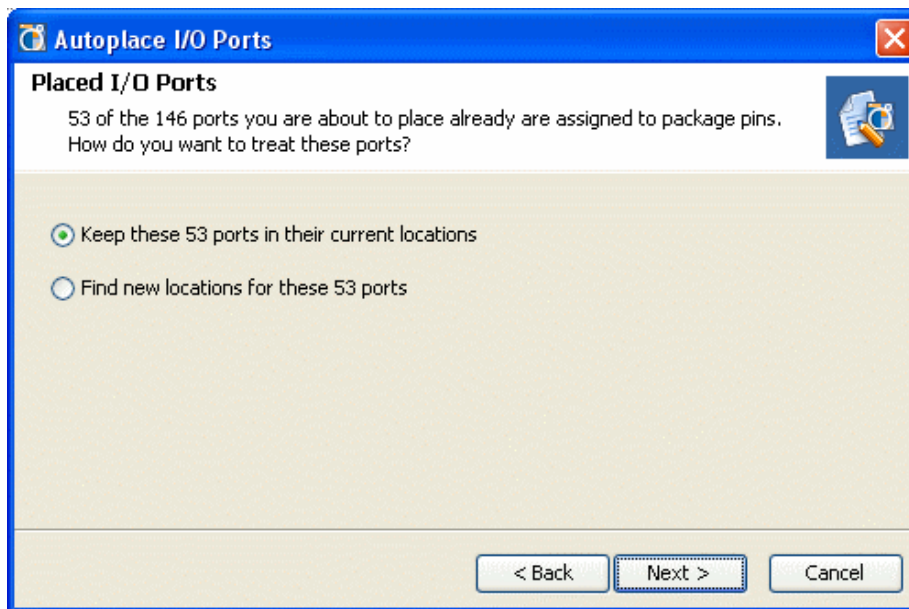 Autoplace I/O Ports
Placed I/O Ports
53 of the 146 ports you are about to place already are assigned to package pins.
How do you want to treat these ports?
Keep these 53 ports in their current locations
Find new locations for these 53 ports
< Back Next > Cancel